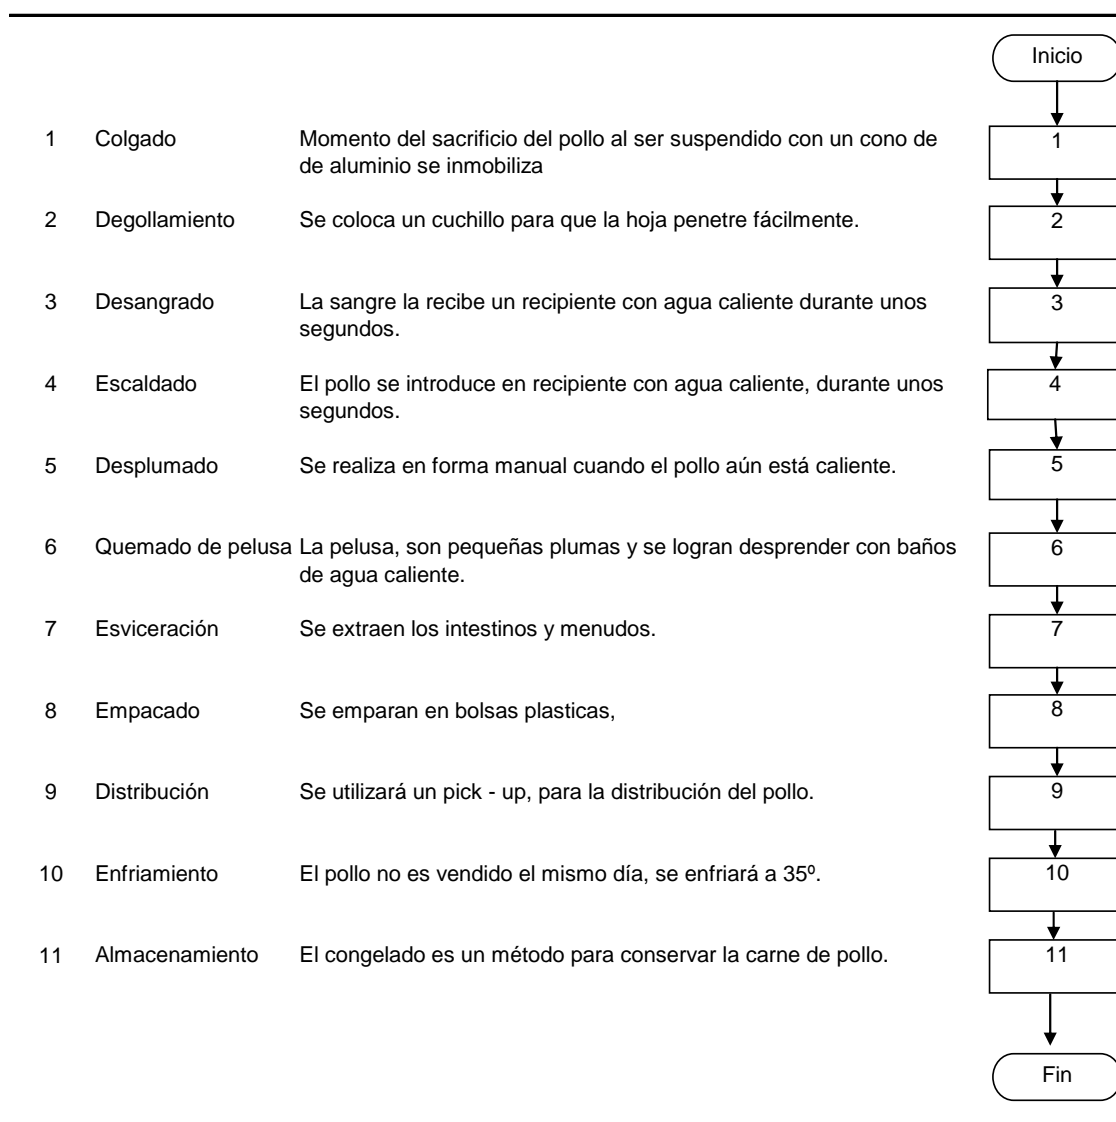 Inicio
1 Colgado Momento del sacrificio del pollo al ser suspendido con un cono de 1
de aluminio se inmobiliza
2 Degollamiento Se coloca un cuchillo para que la hoja penetre fácilmente. 2
3 Desangrado La sangre la recibe un recipiente con agua caliente durante unos 3
segundos.
4 Escaldado El pollo se introduce en recipiente con agua caliente, durante unos 4
segundos.
5 Desplumado Se realiza en forma manual cuando el pollo aún está caliente. 5
6 Quemado de pelusa La pelusa, son pequeñas plumas y se logran desprender con baños 6
de agua caliente.
7 Esviceración Se extraen los intestinos y menudos. 7
8 Empacado Se emparan en bolsas plasticas, 8
9 Distribución Se utilizará un pick - up, para la distribución del pollo. 9
10 Enfriamiento El pollo no es vendido el mismo día, se enfriará a 35º. 10
11 Almacenamiento El congelado es un método para conservar la carne de pollo. 11
Fin